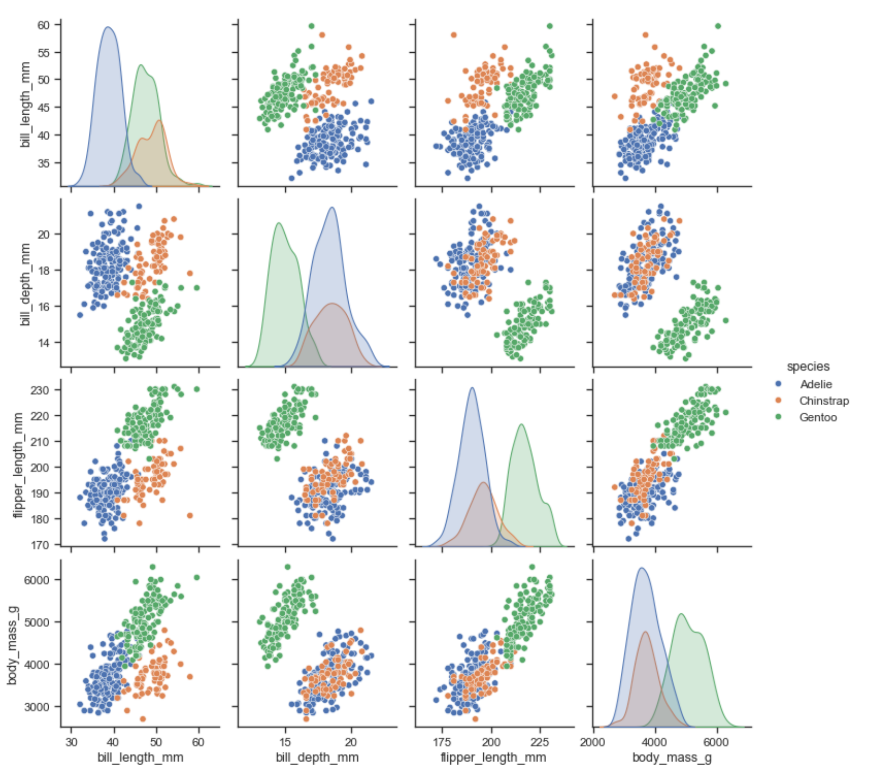 60
55
50
45
40
35
bill_length_mm
20
18
16
14
bill_depth_mm
species
Adelie
Chinstrap
Gentoo
230
220
210
200
190
180
170
flipper_length_mm
6000
5000
4000
3000
body_mass_g
30 40 50 60
15 20
175 200 225
2000 4000 6000
bill_length_mm
bill_depth_mm
flipper_length_mm
body_mass_g